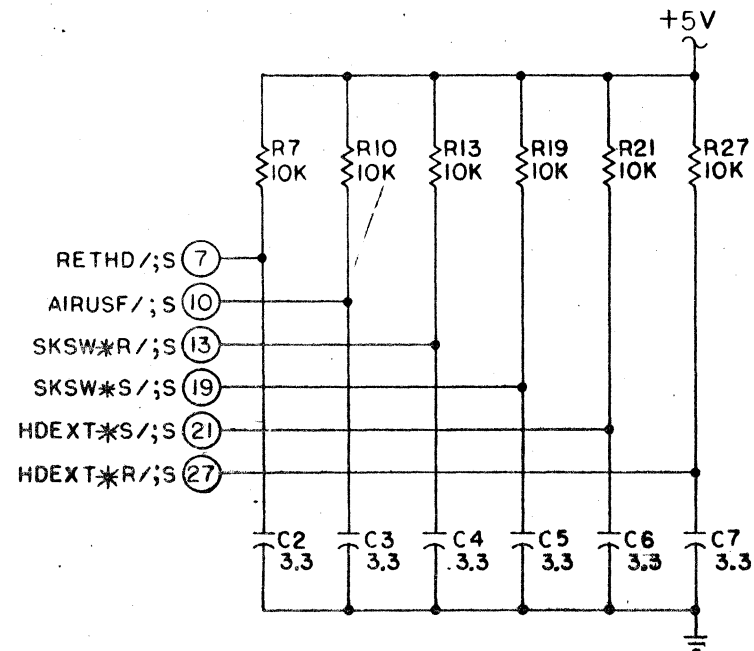 +5V
R7 R10 R13 R19 R21 R27
10K 10K 10K 10K 10K 10K
RETHD/;S 7
AIRUSF/;S 10
SKSW*R/;S 13
SKSW*S/;S 19
HDEXT*S/;S 21
HDEXT*R/;S 27
C2 C3 C4 C5 C6 C7
3.3 3.3 3.3 3.3 3.3 3.3